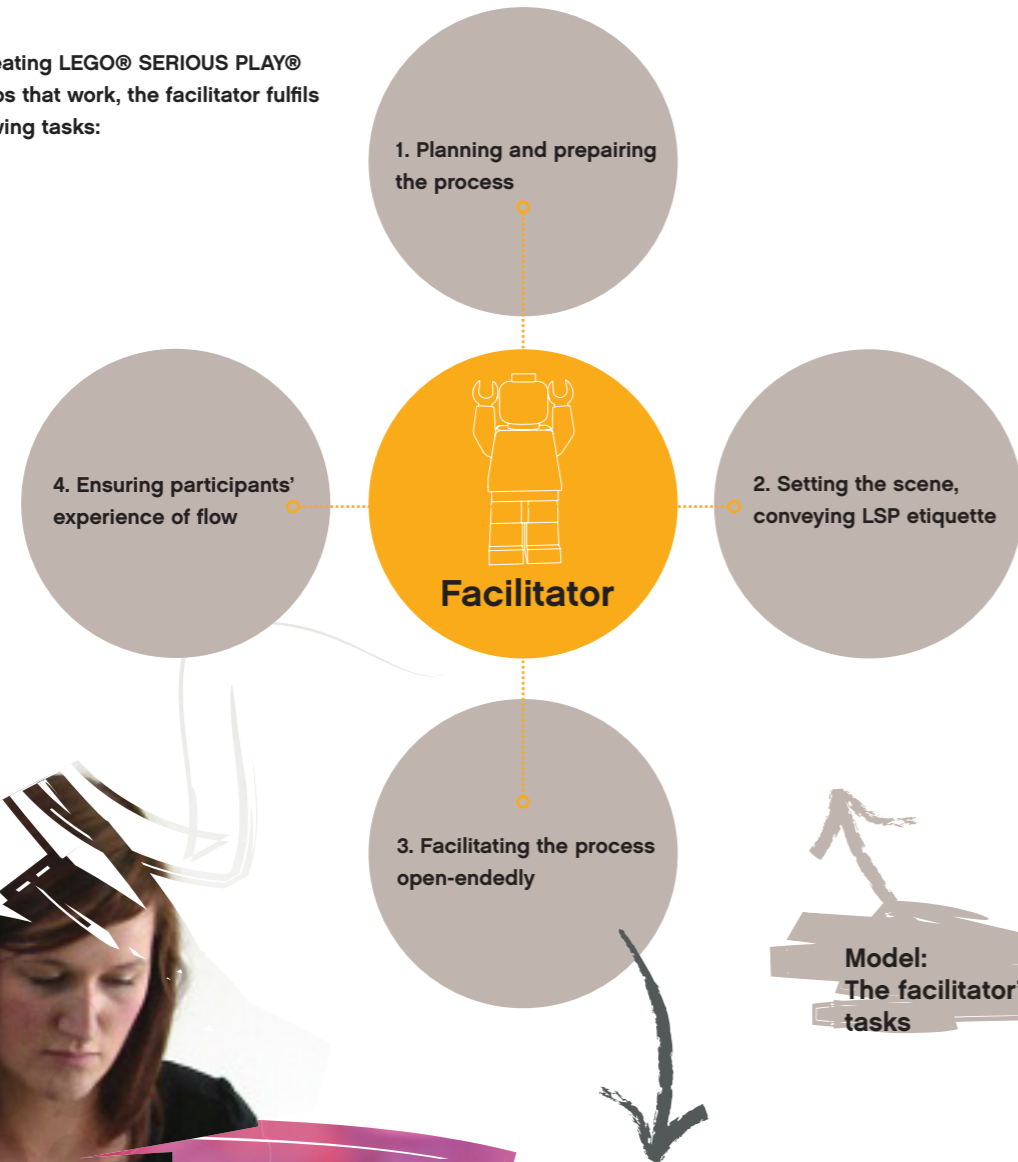 eating LEGO® SERIOUS PLAY®
os that work, the facilitator fulfils
wing tasks:
1. Planning and prepairing
the process
4. Ensuring participants'
experience of flow
2. Setting the scene,
conveying LSP etiquette
Facilitator
3. Facilitating the process
open-endedly
Model:
The facilitator'
tasks